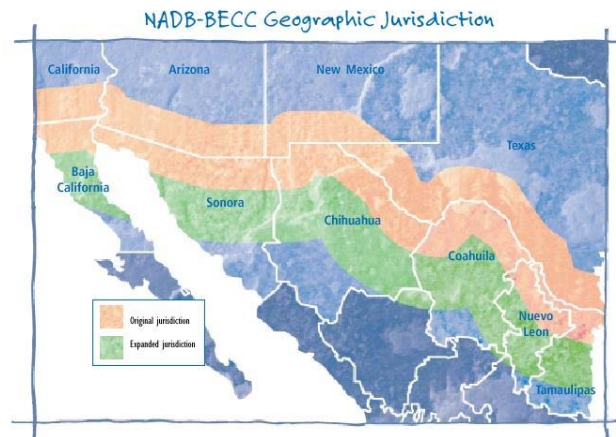 NADB-BECC Geographic Jurisdiction
California
Arizona
New Mexico
Texas
Baja
California
Sonora
Chihuahua
Coahuila
Nuevo
Leon
Tamaulipas
Original jurisdiction
Expanded jurisdiction